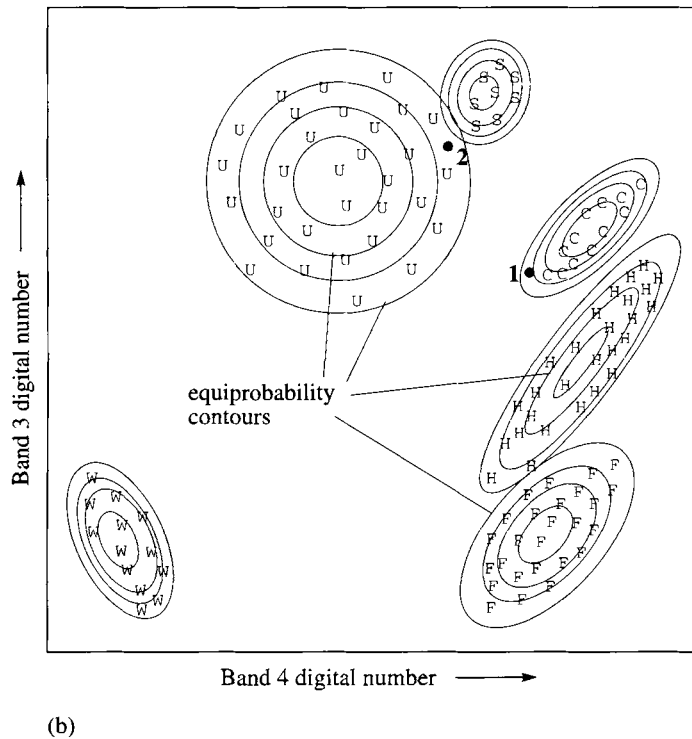 2
1
equiprobability
contours
Band 3 digital number
Band 4 digital number
(b)
S S S S S S S S S
U U U U U U U U U U U U U U U U U U U U U U U U U U
C C C C C C C C C C C
H H H H H H H H H H H H H H H H H H H H H H H H
W W W W W W W W W W W
F F F F F F F F F F F F F F F F F F F F F F